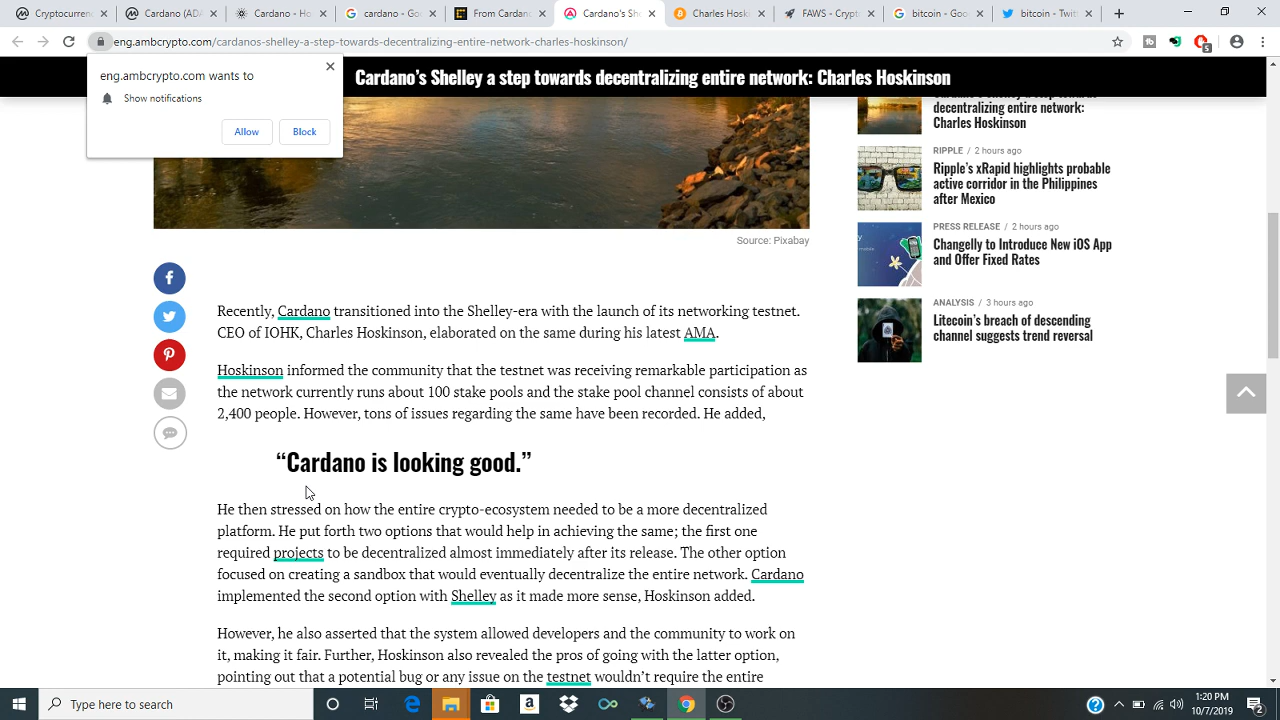 Cryptocurrenc
AMBCrypto - E
Cardano's S
Google bitco
From Concep
Cardano's Sh
Coinbase Com
FAWS - Crypt
bitcoin - Goog
eng.ambcrypto.com/cardanos-shelley-a-step-towards-decentralizing-entire-network-charles-hoskinson/
5
eng.ambcrypto.com wants to
Show notifications
Allow
Block
Cardano's Shelley a step towards decentralizing entire network: Charles Hoskinson
decentralizing entire network:
Charles Hoskinson
RIPPLE / 2 hours ago
Ripple's xRapid highlights probable
active corridor in the Philippines
after Mexico
PRESS RELEASE / 2 hours ago
Changelly to Introduce New iOS App
and Offer Fixed Rates
ANALYSIS / 3 hours ago
Litecoin's breach of descending
channel suggests trend reversal
Source: Pixabay
Recently, Cardano transitioned into the Shelley-era with the launch of its networking testnet.
CEO of IOHK, Charles Hoskinson, elaborated on the same during his latest AMA.
Hoskinson informed the community that the testnet was receiving remarkable participation as
the network currently runs about 100 stake pools and the stake pool channel consists of about
2,400 people. However, tons of issues regarding the same have been recorded. He added,
“Cardano is looking good.”
He then stressed on how the entire crypto-ecosystem needed to be a more decentralized
platform. He put forth two options that would help in achieving the same; the first one
required projects to be decentralized almost immediately after its release. The other option
focused on creating a sandbox that would eventually decentralize the entire network. Cardano
implemented the second option with Shelley as it made more sense, Hoskinson added.
However, he also asserted that the system allowed developers and the community to work on
it, making it fair. Further, Hoskinson also revealed the pros of going with the latter option,
pointing out that a potential bug or any issue on the testnet wouldn't require the entire
Type here to search
1:20 PM
10/7/2019
2